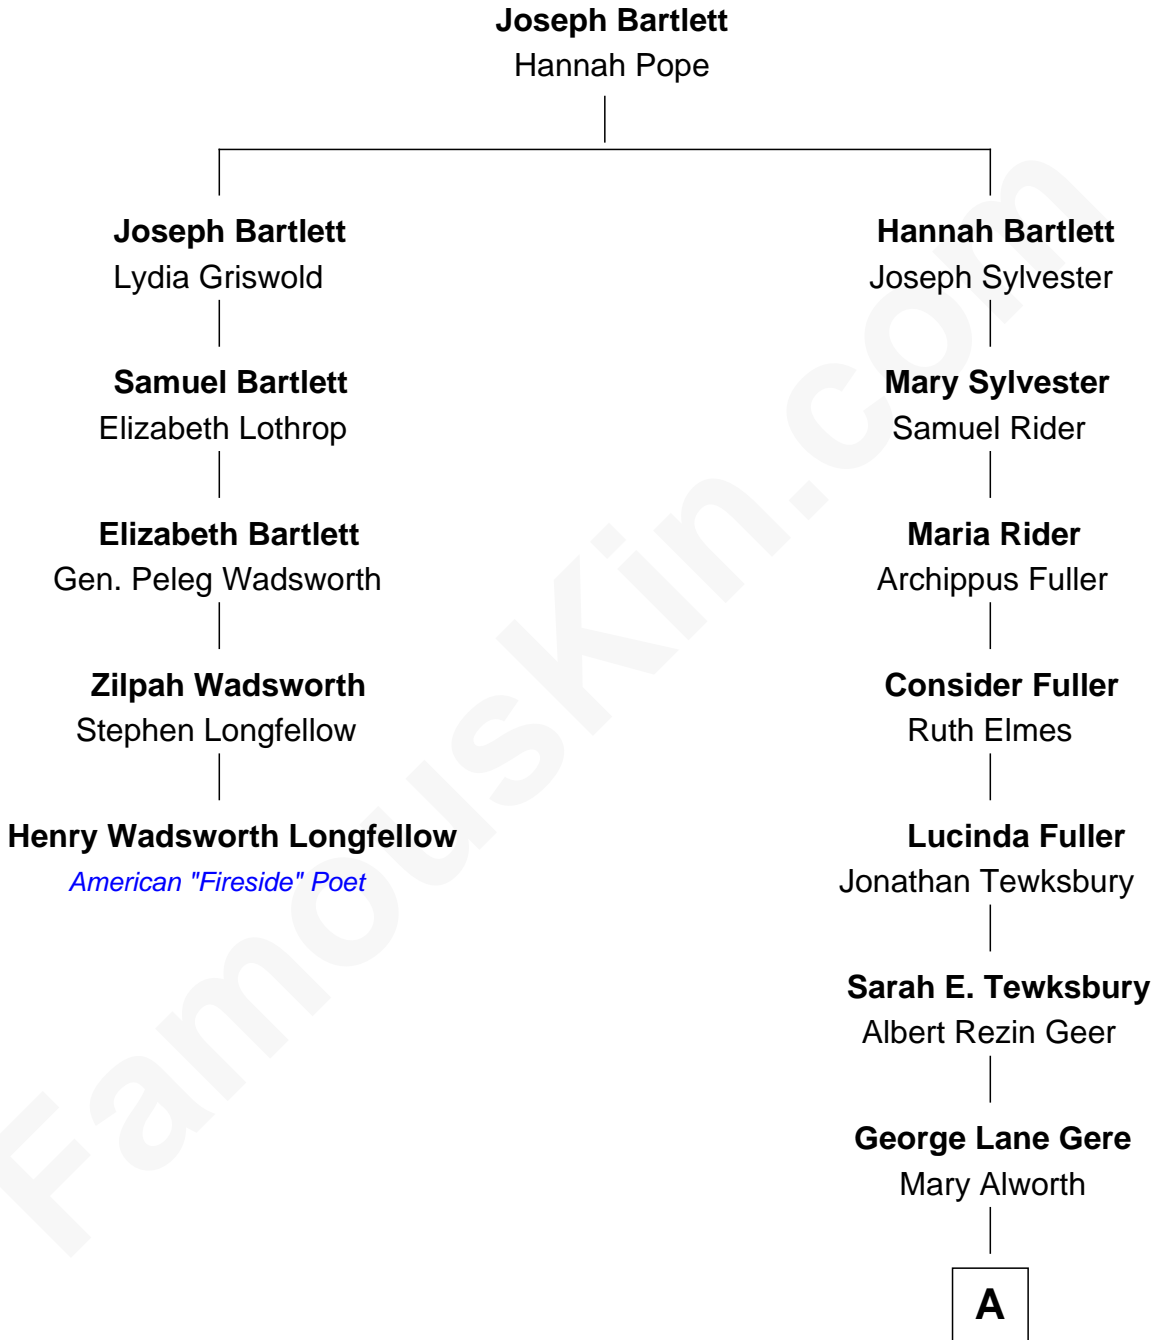 Joseph Bartlett
Hannah Pope
Joseph Bartlett
Lydia Griswold
Hannah Bartlett
Joseph Sylvester
Samuel Bartlett
Elizabeth Lothrop
Mary Sylvester
Samuel Rider
Elizabeth Bartlett
Gen. Peleg Wadsworth
Maria Rider
Archippus Fuller
Zilpah Wadsworth
Stephen Longfellow
Consider Fuller
Ruth Elmes
Henry Wadsworth Longfellow
American "Fireside" Poet
Lucinda Fuller
Jonathan Tewksbury
Sarah E. Tewksbury
Albert Rezin Geer
George Lane Gere
Mary Alworth
A
FamousKin.com